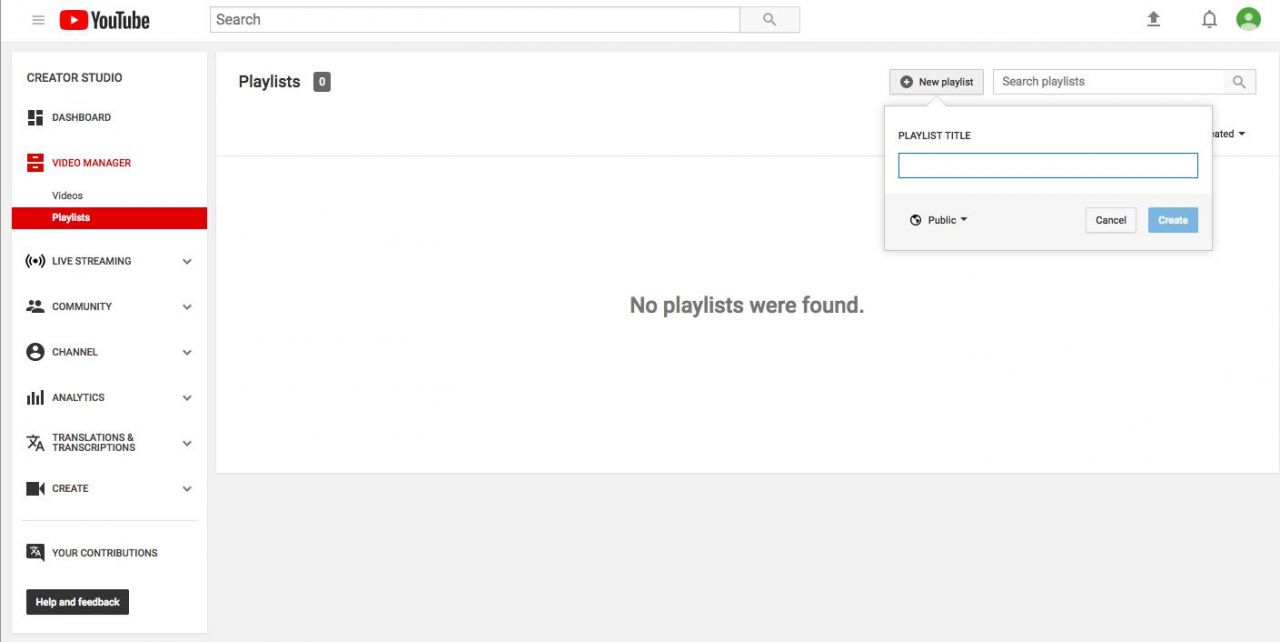 YouTube
Search
CREATOR STUDIO
DASHBOARD
VIDEO MANAGER
Videos
Playlists
LIVE STREAMING
COMMUNITY
CHANNEL
ANALYTICS
TRANSLATIONS &
TRANSCRIPTIONS
CREATE
YOUR CONTRIBUTIONS
Help and feedback
Playlists 0
New playlist
Search playlists
PLAYLIST TITLE
Public
Cancel
Create
No playlists were found.